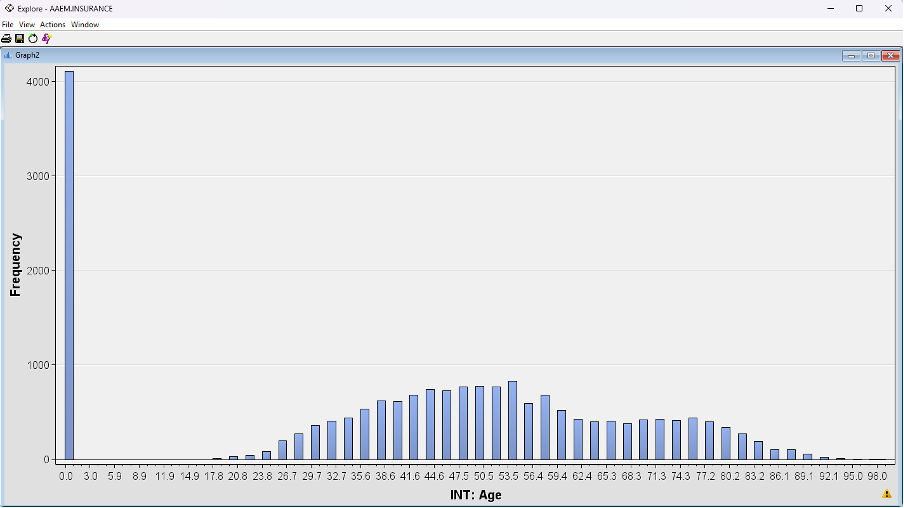 Explore - AAEM.INSURANCE
File View Actions Window
Graph2
4000
3000
2000
1000
0
Frequency
0.0 3.0 5.9 8.9 11.9 14.9 17.8 20.8 23.8 26.7 29.7 32.7 35.6 38.6 41.6 44.6 47.5 50.5 53.5 56.4 59.4 62.4 65.3 68.3 71.3 74.3 77.2 80.2 83.2 86.1 89.1 92.1 95.0 98.0
INT: Age